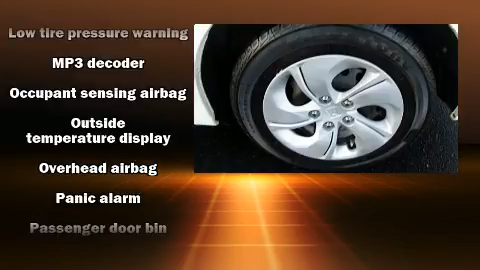 Low tire pressure warning
MP3 decoder
Occupant sensing airbag
Outside
temperature display
Overhead airbag
Panic alarm
Passenger door bin